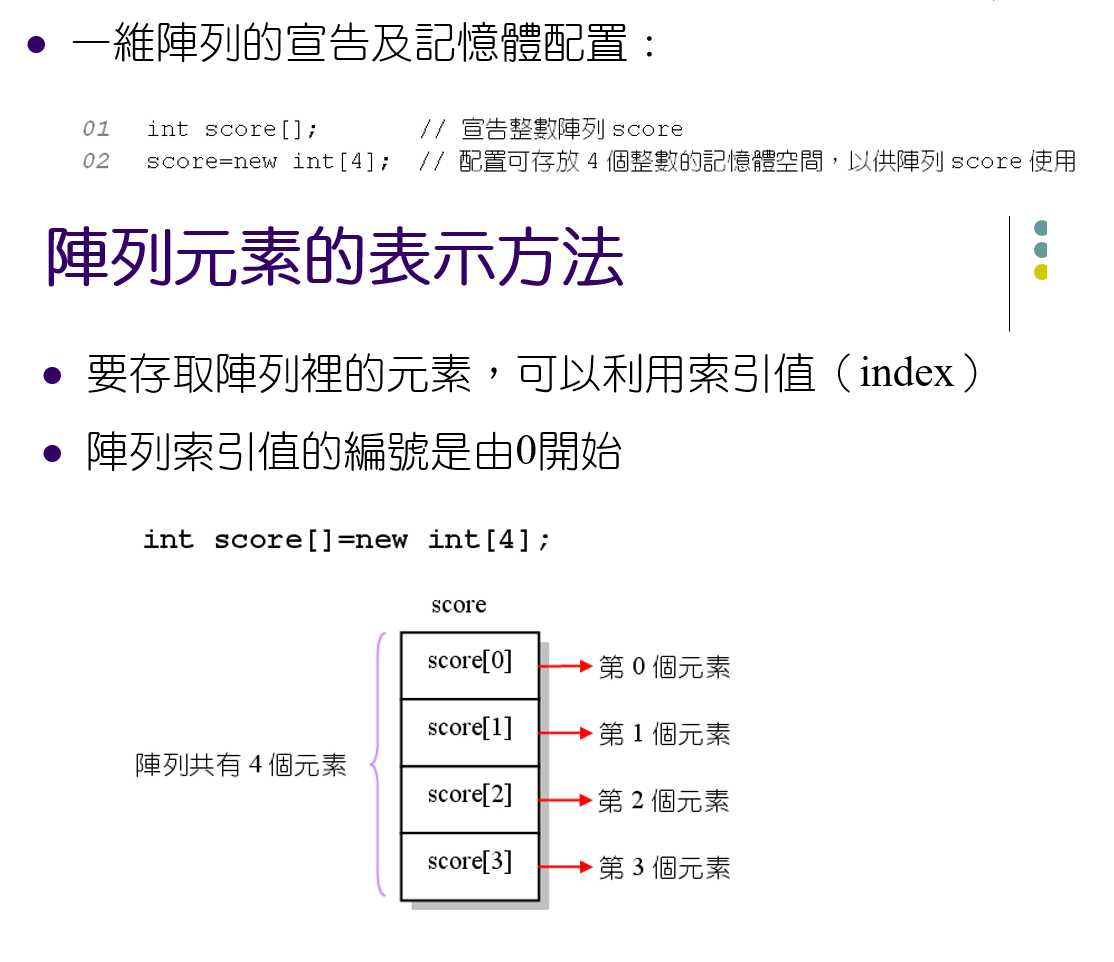 ● 一維陣列的宣告及記憶體配置：
01 int score[]; // 宣告整數陣列 score
02 score=new int[4]; // 配置可存放 4 個整數的記憶體空間，以供陣列 score 使用
陣列元素的表示方法
● 要存取陣列裡的元素，可以利用索引值（index）
● 陣列索引值的編號是由0開始
int score[]=new int[4];
score
score[0] 第 0 個元素
score[1] 第 1 個元素
陣列共有 4 個元素
score[2] 第 2 個元素
score[3] 第 3 個元素